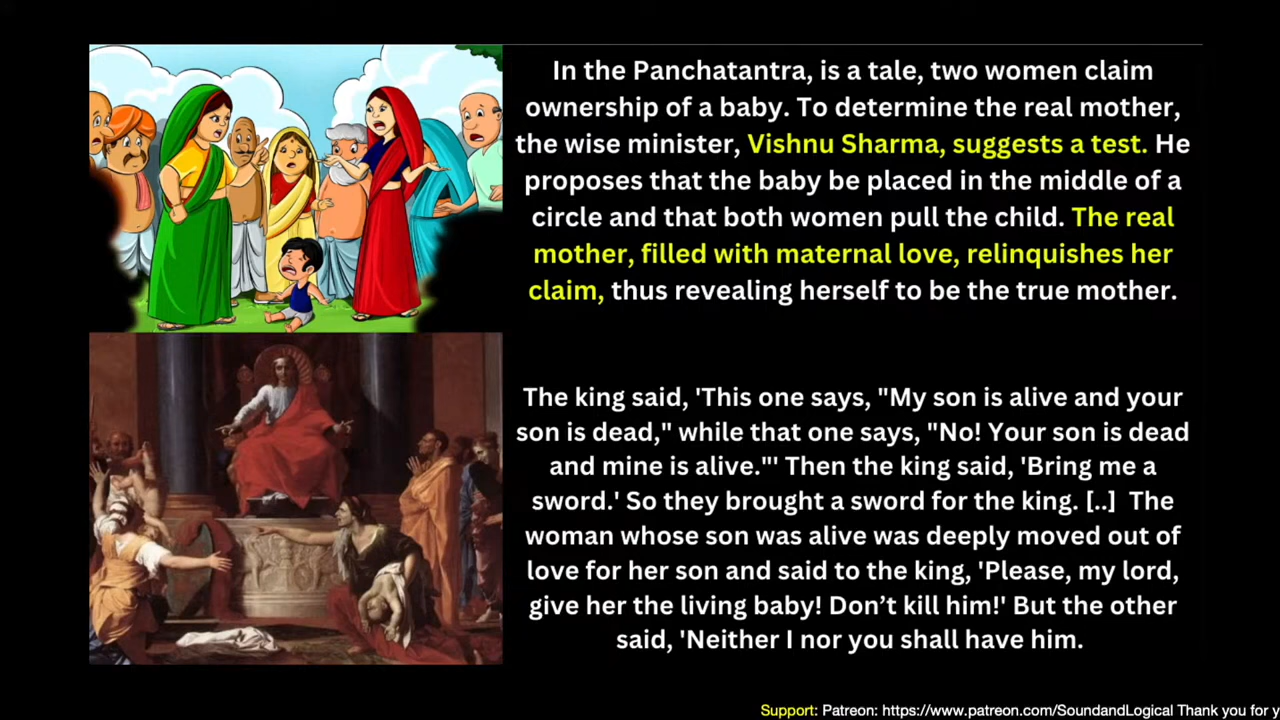 In the Panchatantra, is a tale, two women claim
ownership of a baby. To determine the real mother,
the wise minister, Vishnu Sharma, suggests a test. He
proposes that the baby be placed in the middle of a
circle and that both women pull the child. The real
mother, filled with maternal love, relinquishes her
claim, thus revealing herself to be the true mother.
The king said, 'This one says, "My son is alive and your
son is dead," while that one says, "No! Your son is dead
and mine is alive."' Then the king said, 'Bring me a
sword.' So they brought a sword for the king. [..] The
woman whose son was alive was deeply moved out of
love for her son and said to the king, 'Please, my lord,
give her the living baby! Don’t kill him!' But the other
said, 'Neither I nor you shall have him.
Support: Patreon: https://www.patreon.com/SoundandLogical Thank you for y